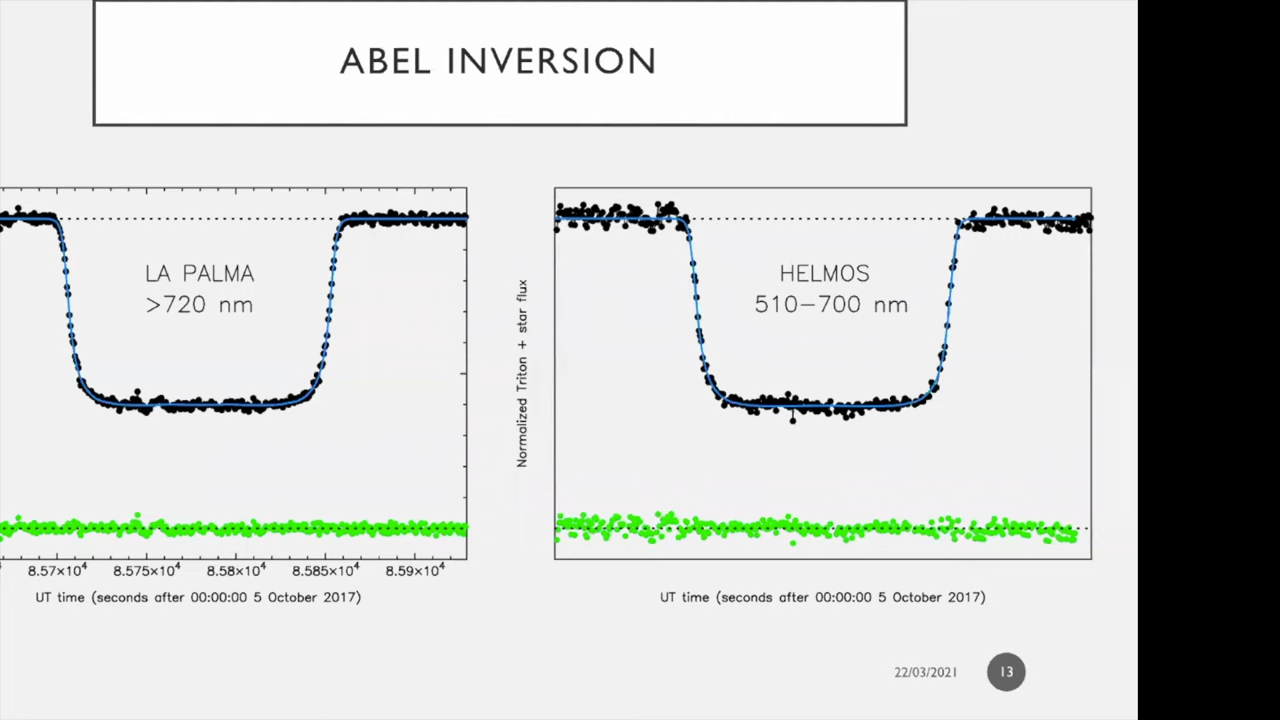 ABEL INVERSION
LA PALMA
>720 nm
8.57×10⁴ 8.575×10⁴ 8.58×10⁴ 8.585×10⁴ 8.59×10⁴
UT time (seconds after 00:00:00 5 October 2017)
Normalized Triton + star flux
HELMOS
510–700 nm
UT time (seconds after 00:00:00 5 October 2017)
22/03/2021
13